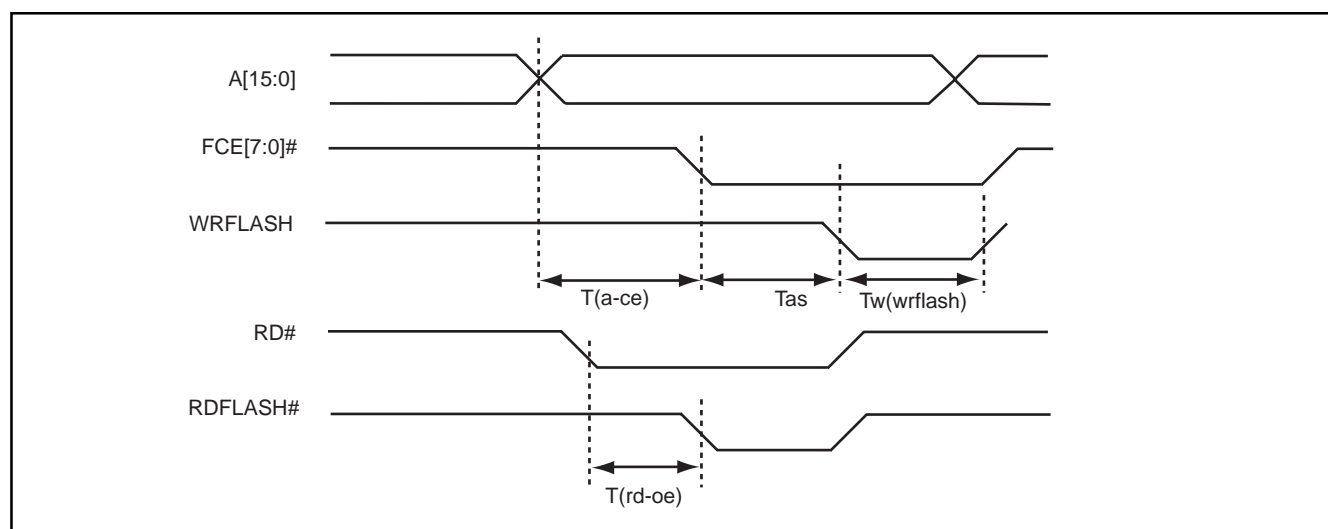 A[15:0]
FCE[7:0]#
WRFLASH
T(a-ce)
Tas
Tw(wrflash)
RD#
RDFLASH#
T(rd-oe)